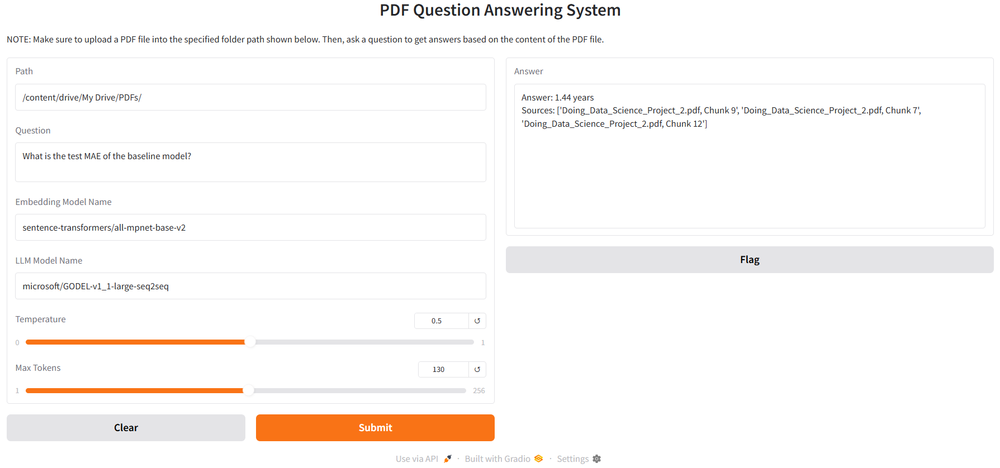 PDF Question Answering System
NOTE: Make sure to upload a PDF file into the specified folder path shown below. Then, ask a question to get answers based on the content of the PDF file.
Path
/content/drive/My Drive/PDFs/
Question
What is the test MAE of the baseline model?
Embedding Model Name
sentence-transformers/all-mpnet-base-v2
LLM Model Name
microsoft/GODEL-v1_1-large-seq2seq
Temperature
0.5 ↺
0 1
Max Tokens
130 ↺
1 256
Clear
Submit
Answer
Answer: 1.44 years
Sources: ['Doing_Data_Science_Project_2.pdf, Chunk 9', 'Doing_Data_Science_Project_2.pdf, Chunk 7',
'Doing_Data_Science_Project_2.pdf, Chunk 12']
Flag
Use via API · Built with Gradio · Settings